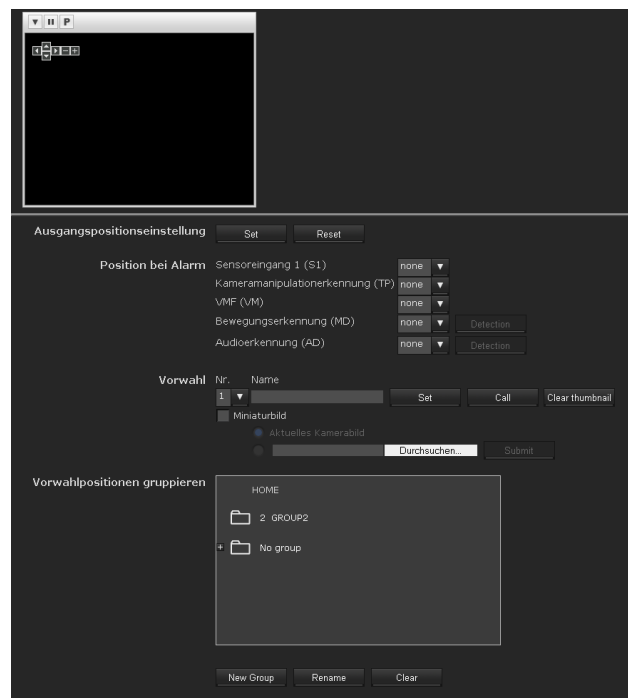 P
Ausgangspositionseinstellung Set Reset
Position bei Alarm Sensoreingang 1 (S1) none
Kameramanipulationerkennung (TP) none
VMF (VM) none
Bewegungserkennung (MD) none Detection
Audioerkennung (AD) none Detection
Vorwahl Nr. Name
1 Set Call Clear thumbnail
Miniaturbild
Aktuelles Kamerabild
Durchsuchen... Submit
Vorwahlpositionen gruppieren
HOME
2 GROUP2
No group
New Group Rename Clear